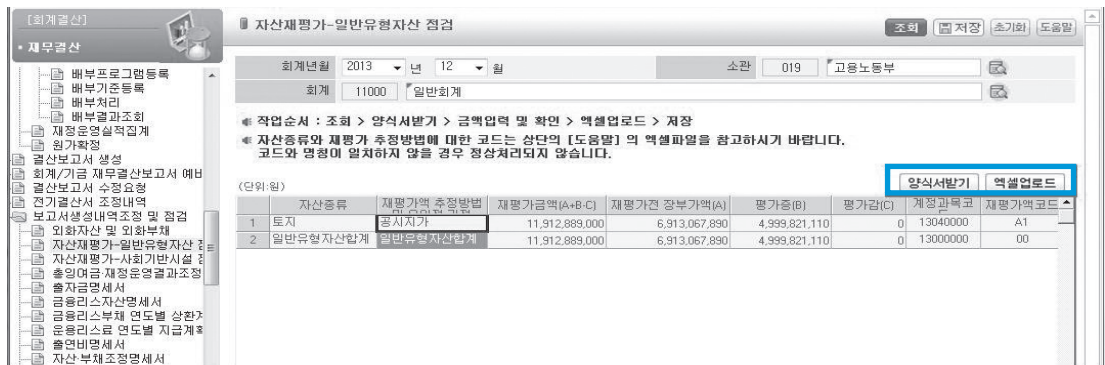 [회계결산]
• 재무결산
배부프로그램등록
배부기준등록
배부처리
배부결과조회
재정운영실적집계
원가확정
결산보고서 생성
회계/기금 재무결산보고서 예비
결산보고서 수정요청
전기결산서 조정내역
보고서생성내역조정 및 점검
외화자산 및 외화부채
자산재평가-일반유형자산 점
자산재평가-사회기반시설 점
총잉여금·재정운영결과조정
출자금명세서
금융리스자산명세서
금융리스부채 연도별 상환계
운용리스료 연도별 지급계획
출연비명세서
자산·부채조정명세서
자산재평가-일반유형자산 점검
조회 저장 초기화 도움말
회계년월 2013 년 12 월 소관 019 고용노동부
회계 11000 일반회계
작업순서 : 조회 > 양식서받기 > 금액입력 및 확인 > 엑셀업로드 > 저장
자산종류와 재평가 추정방법에 대한 코드는 상단의 [도움말] 의 엑셀파일을 참고하시기 바랍니다.
코드와 명칭이 일치하지 않을 경우 정상처리되지 않습니다.
양식서받기 엑셀업로드
(단위:원)
자산종류 재평가액 추정방법 재평가금액(A+B-C) 재평가전 장부가액(A) 평가증(B) 평가감(C) 계정과목코드 재평가액코드
1 토지 공시지가 11,912,889,000 6,913,067,890 4,999,821,110 0 13040000 A1
2 일반유형자산합계 일반유형자산합계 11,912,889,000 6,913,067,890 4,999,821,110 0 13000000 00